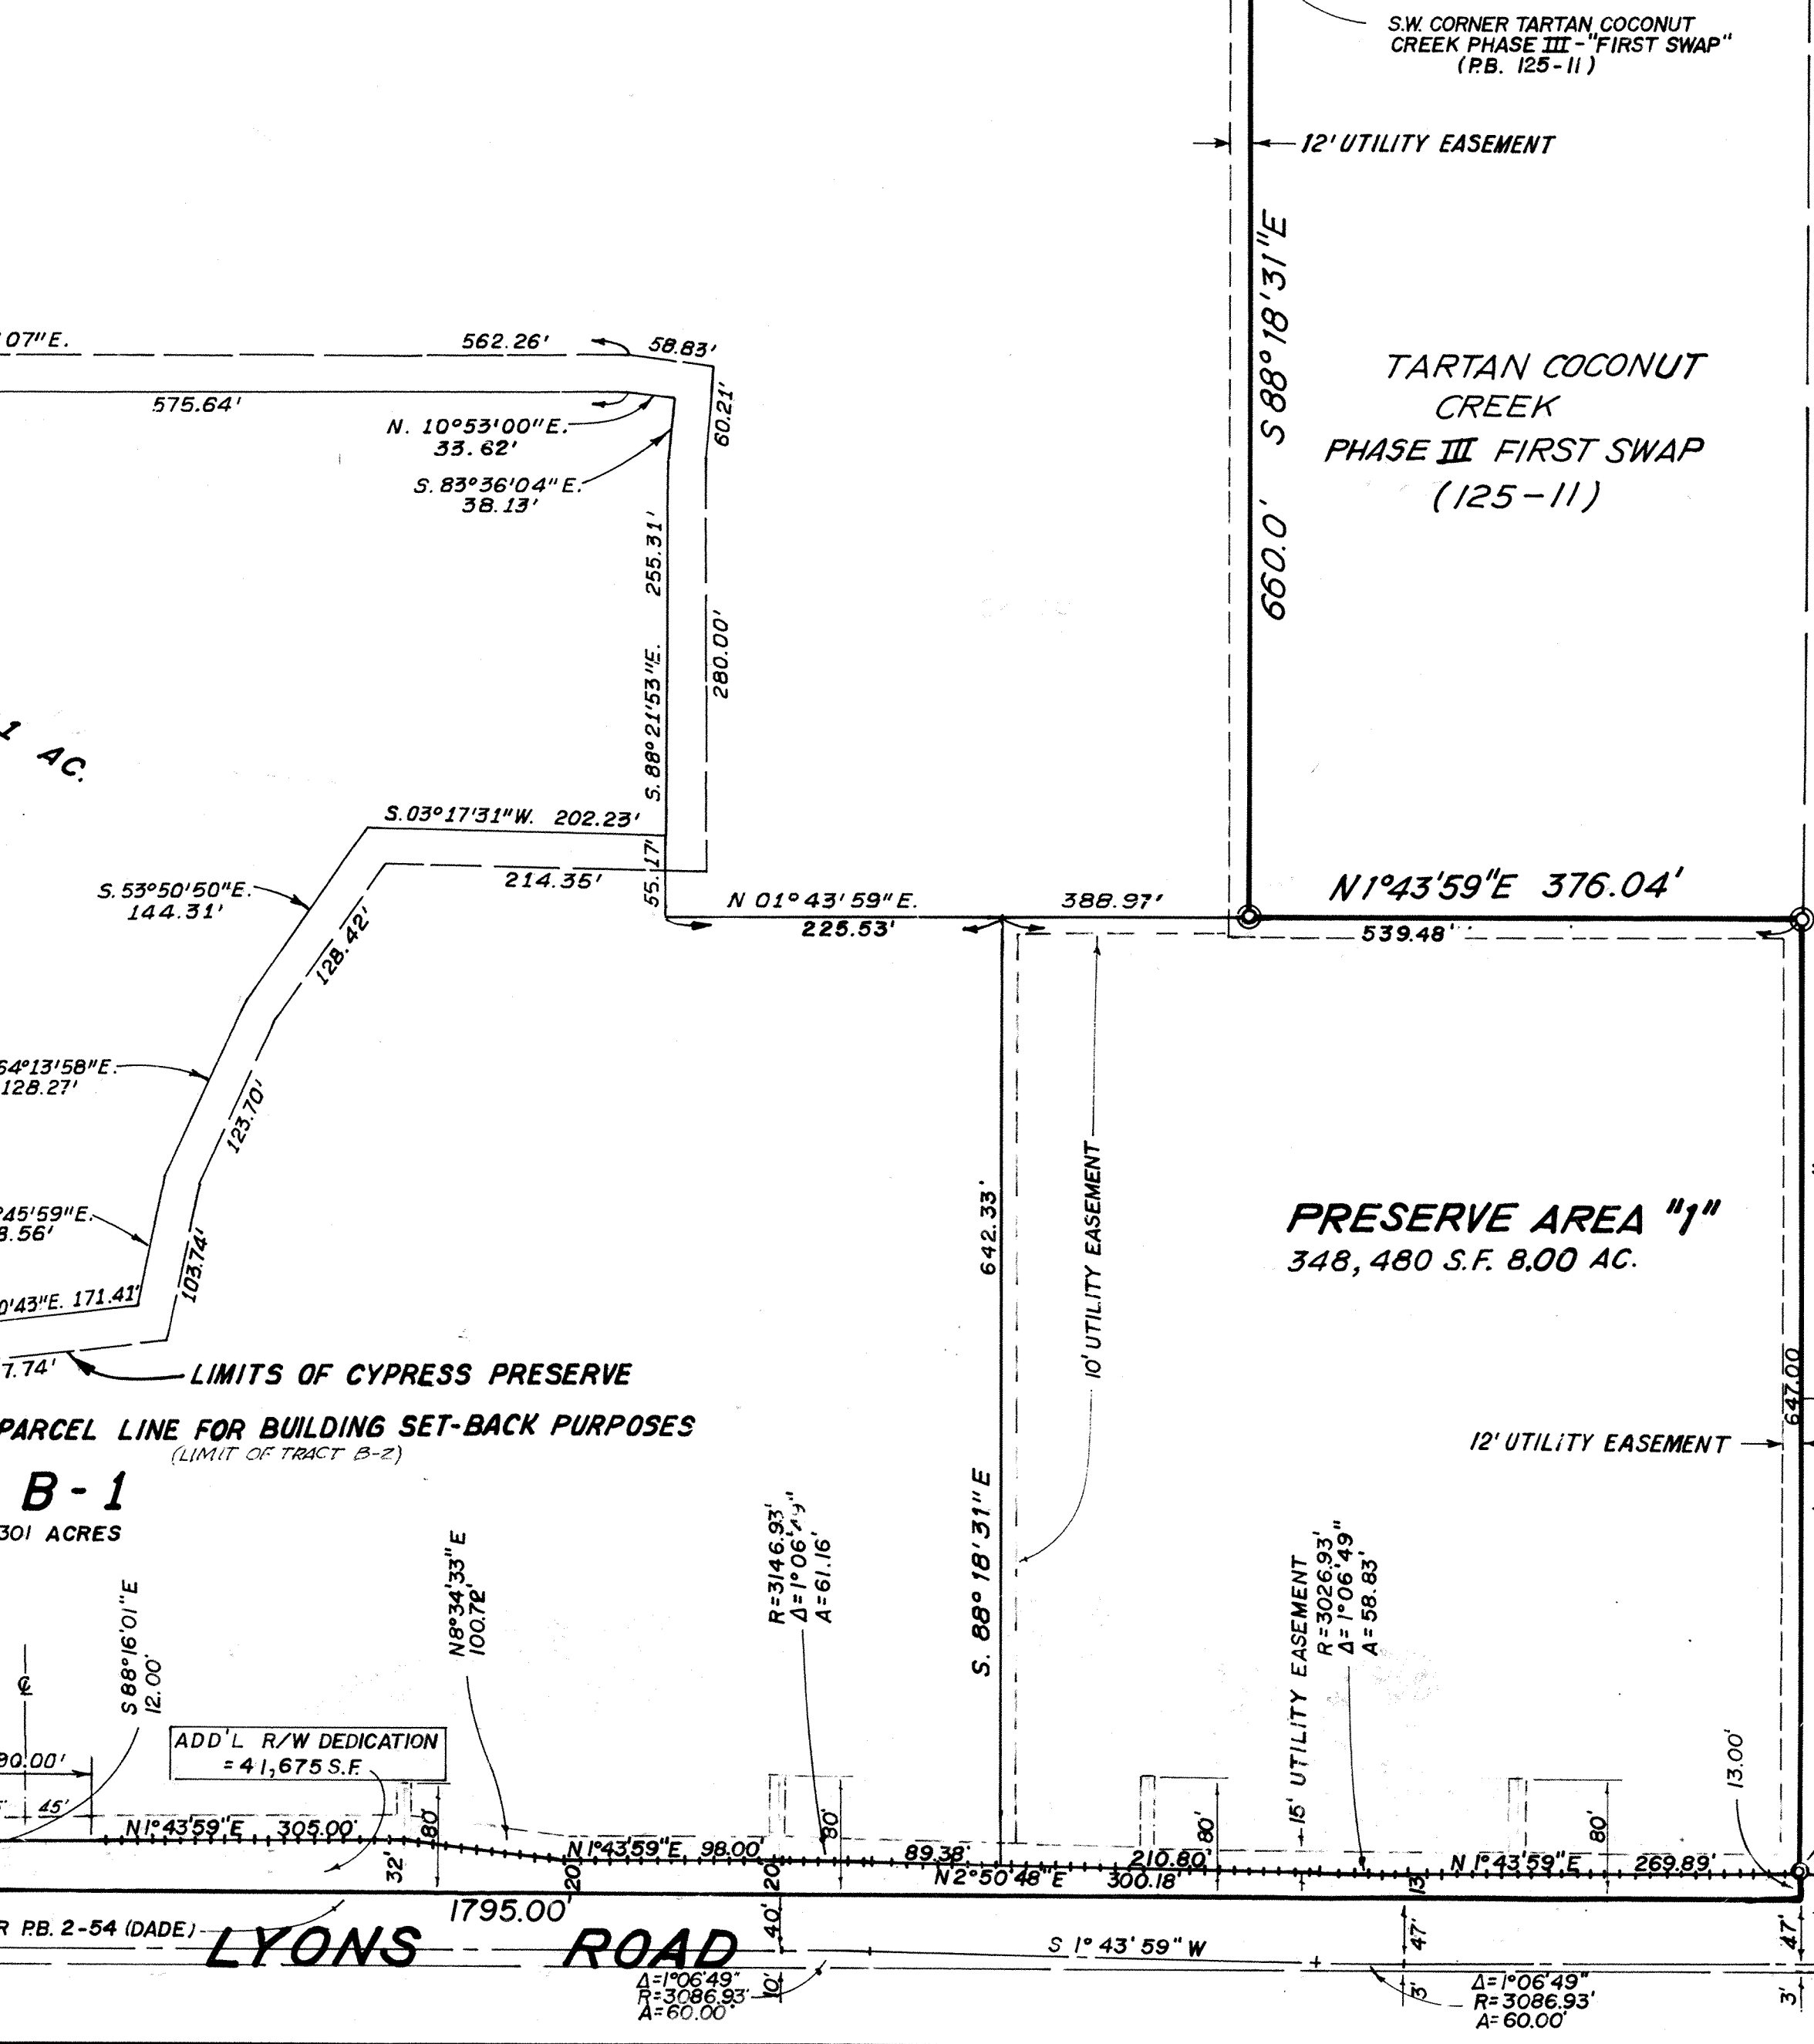 S.W. CORNER TARTAN COCONUT
CREEK PHASE III-"FIRST SWAP"
(P.B. 125-11)
12' UTILITY EASEMENT
S 88°18'31"E
660.0'
TARTAN COCONUT
CREEK
PHASE III FIRST SWAP
(125-11)
07"E.
562.26'
58.83'
575.64'
N. 10°53'00"E.
33.62'
60.21'
S. 83°36'04"E.
38.13'
255.31'
S. 88°21'53"E.
280.00'
1 AC.
S.03°17'31"W. 202.23'
55.17'
214.35'
S.53°50'50"E.
144.31'
128.42'
N 01°43'59"E. 388.97'
225.53'
N1°43'59"E 376.04'
539.48'
64°13'58"E.
128.27'
123.70'
45'59"E.
8.56'
103.74'
0'43"E. 171.41'
7.74'
642.33'
S. 88°18'31"E
10' UTILITY EASEMENT
PRESERVE AREA "1"
348,480 S.F. 8.00 AC.
647.00
12' UTILITY EASEMENT
LIMITS OF CYPRESS PRESERVE
PARCEL LINE FOR BUILDING SET-BACK PURPOSES
(LIMIT OF TRACT B-2)
B-1
301 ACRES
S88°16'01"E
12.00'
N8°34'33"E
100.72'
R=3146.93'
Δ=1°06'49"
A=61.16'
15' UTILITY EASEMENT
R=3026.93'
Δ=1°06'49"
A=58.83'
13.00'
℄
90.00'
45'
ADD'L R/W DEDICATION
=41,675 S.F.
80'
80'
80'
80'
N1°43'59"E 305.00'
32'
N1°43'59"E 98.00'
20'
20'
89.38'
210.80'
N2°50'48"E 300.18'
N 1°43'59"E 269.89'
13'
1795.00'
R P.B. 2-54 (DADE)
LYONS ROAD
40'
10'
S 1°43'59"W
47'
3'
47'
3'
Δ=1°06'49"
R=3086.93'
A=60.00'
Δ=1°06'49"
R=3086.93'
A=60.00'